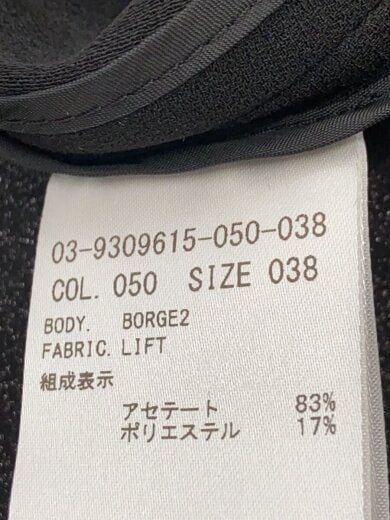 03-9309615-050-038
COL. 050 SIZE 038
BODY. BORGE2
FABRIC. LIFT
組成表示
アセテート 83%
ポリエステル 17%